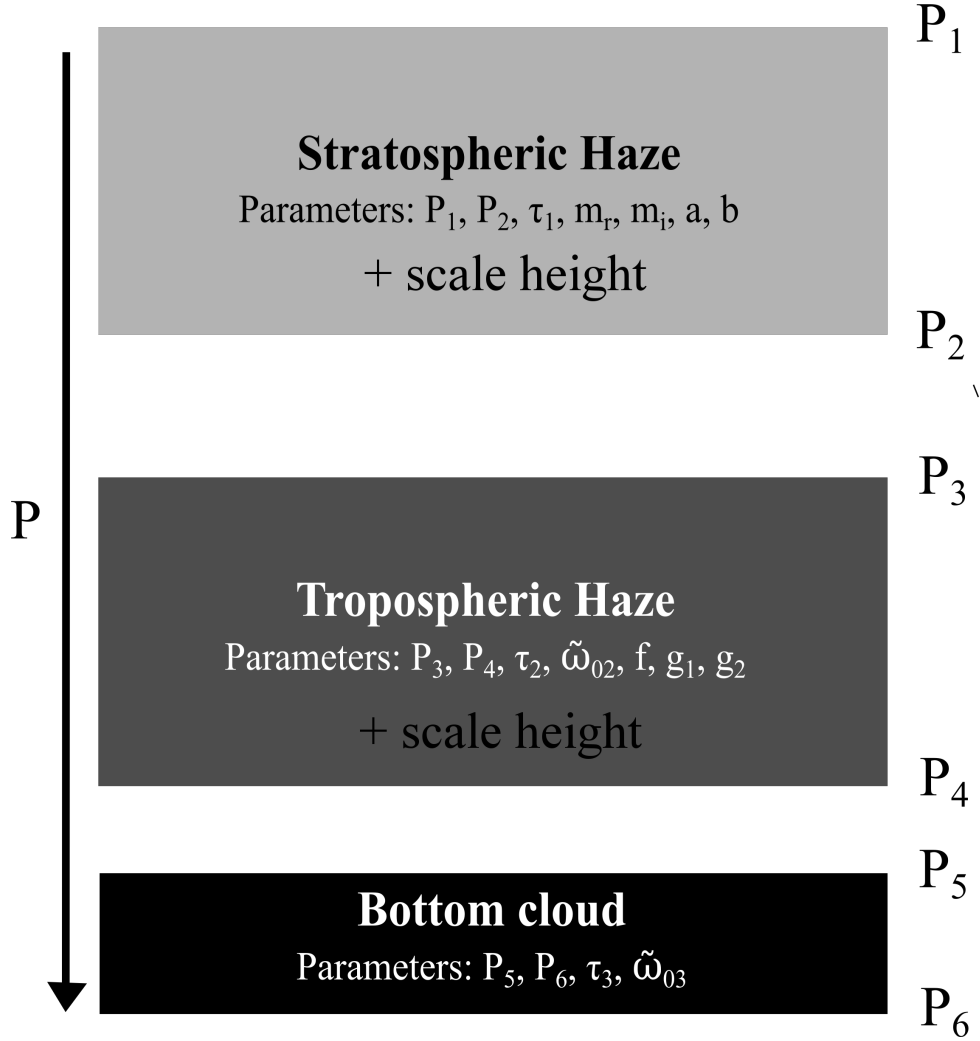 P₁
Stratospheric Haze
Parameters: P₁, P₂, τ₁, mᵣ, mᵢ, a, b
+ scale height
P₂
\
P₃
P
Tropospheric Haze
Parameters: P₃, P₄, τ₂, ω̃₀₂, f, g₁, g₂
+ scale height
P₄
P₅
Bottom cloud
Parameters: P₅, P₆, τ₃, ω̃₀₃
P₆